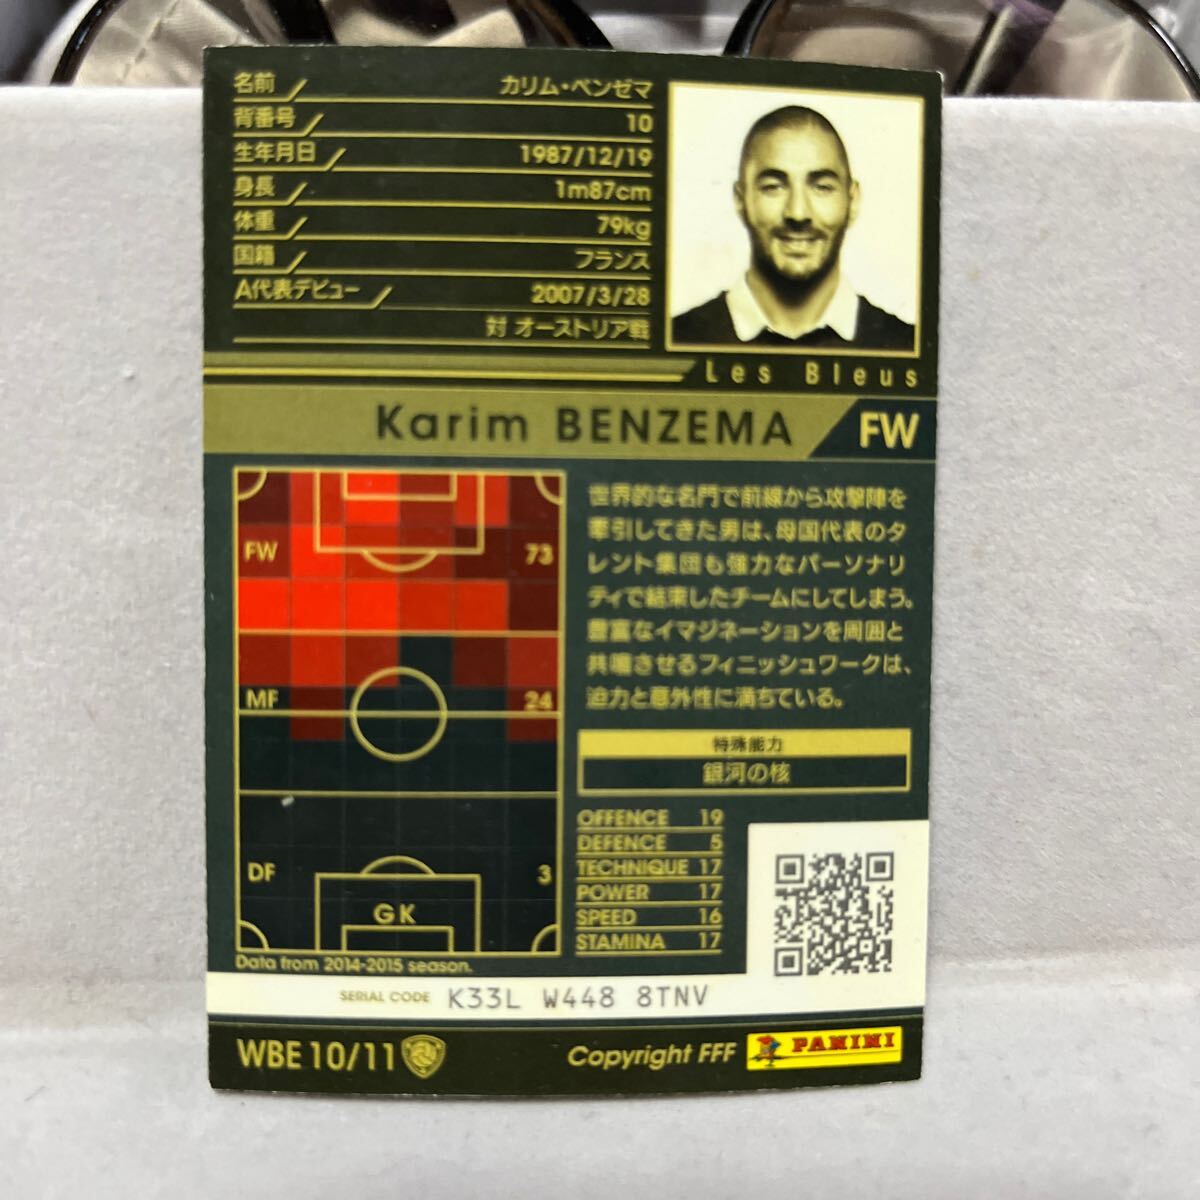 名前 カリム・ベンゼマ
背番号 10
生年月日 1987/12/19
身長 1m87cm
体重 79kg
国籍 フランス
A代表デビュー 2007/3/28
対 オーストリア戦
Les Bleus
Karim BENZEMA FW
FW 73
MF 24
DF 3
GK
Data from 2014-2015 season.
世界的な名門で前線から攻撃陣を
牽引してきた男は、母国代表のタ
レント集団も強力なパーソナリ
ティで結束したチームにしてしまう。
豊富なイマジネーションを周囲と
共鳴させるフィニッシュワークは、
迫力と意外性に満ちている。
特殊能力
銀河の核
OFFENCE 19
DEFENCE 5
TECHNIQUE 17
POWER 17
SPEED 16
STAMINA 17
SERIAL CODE K33L W448 8TNV
WBE 10/11 Copyright FFF PANINI